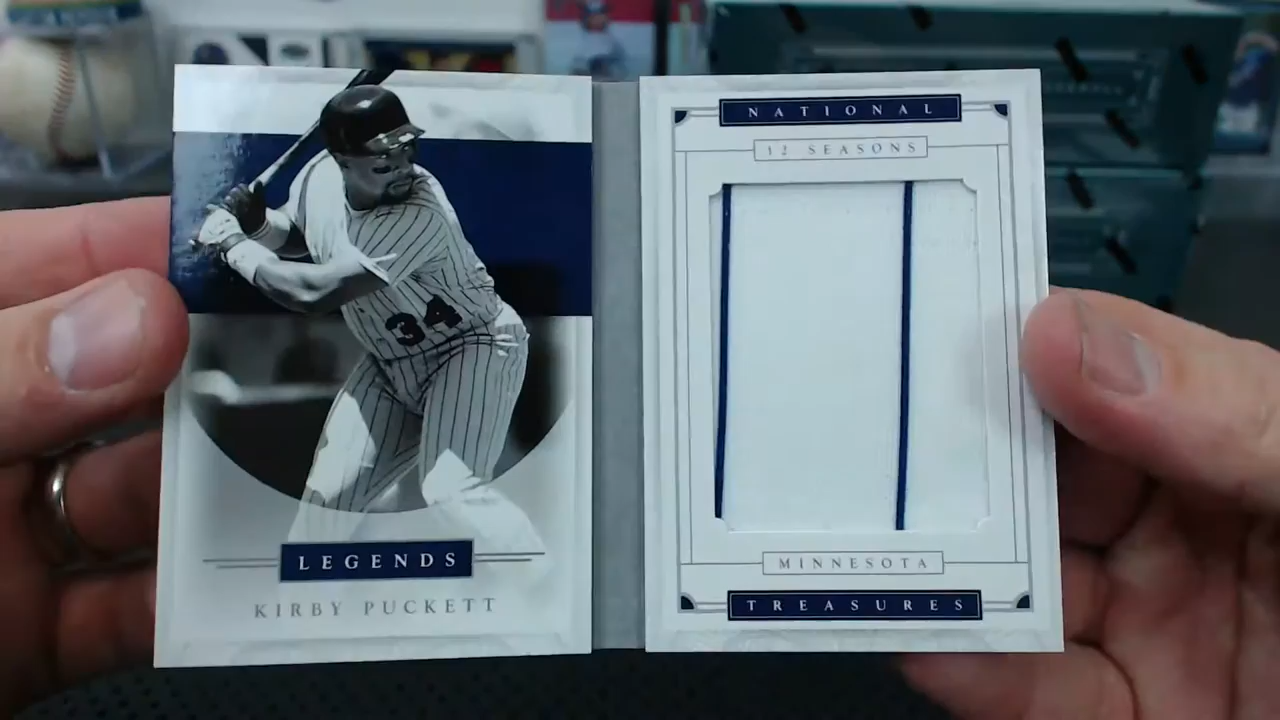 34
LEGENDS
KIRBY PUCKETT
NATIONAL
12 SEASONS
MINNESOTA
TREASURES